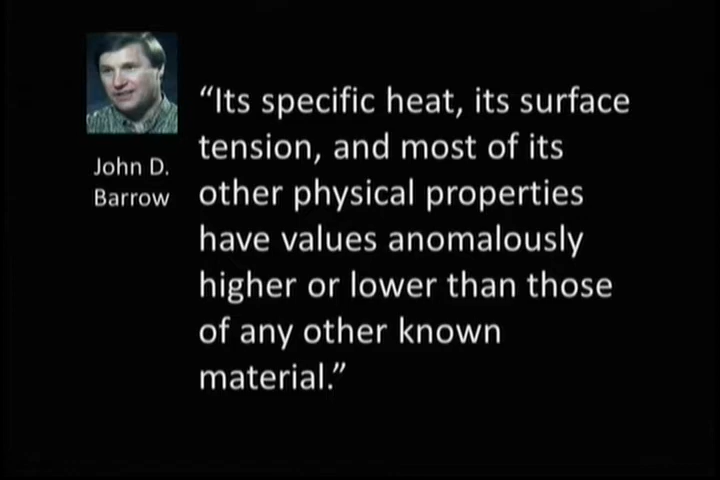 John D.
Barrow
“Its specific heat, its surface
tension, and most of its
other physical properties
have values anomalously
higher or lower than those
of any other known
material.”